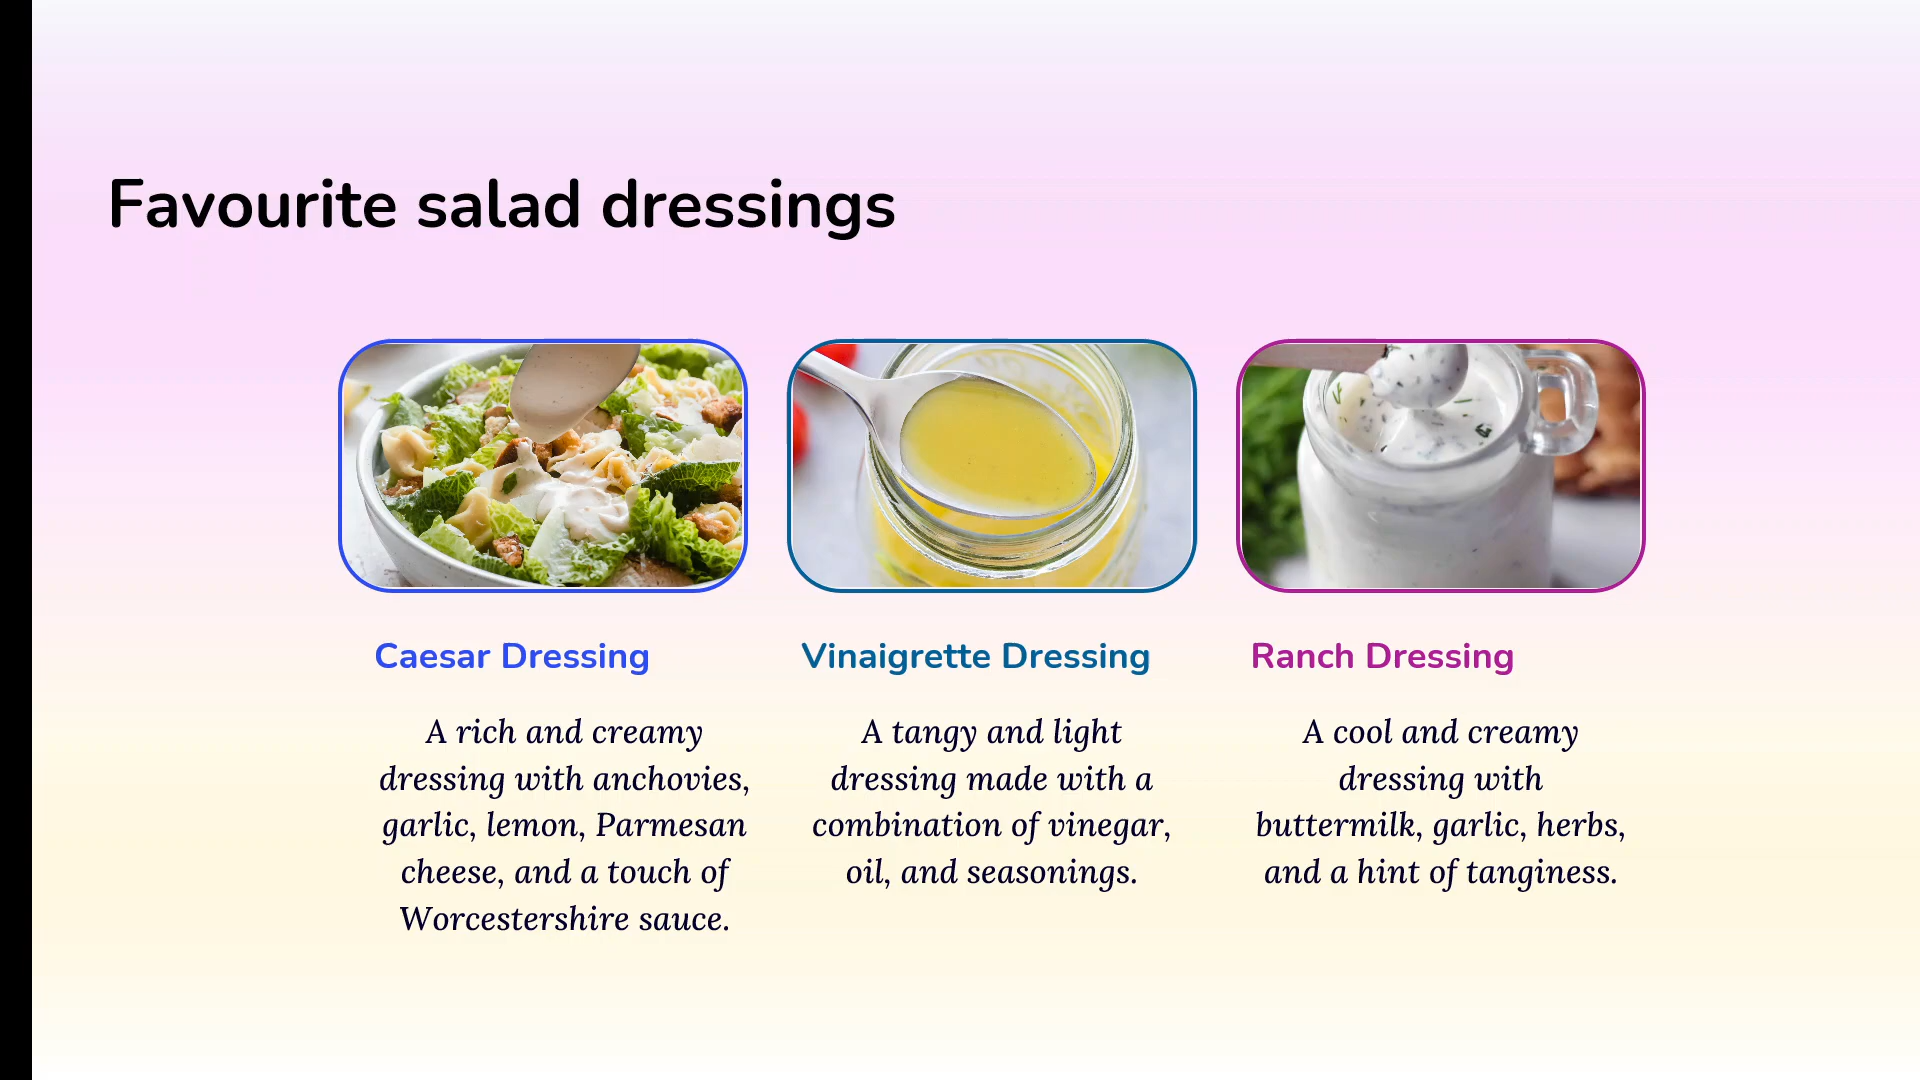 Favourite salad dressings
Caesar Dressing
A rich and creamy
dressing with anchovies,
garlic, lemon, Parmesan
cheese, and a touch of
Worcestershire sauce.
Vinaigrette Dressing
A tangy and light
dressing made with a
combination of vinegar,
oil, and seasonings.
Ranch Dressing
A cool and creamy
dressing with
buttermilk, garlic, herbs,
and a hint of tanginess.